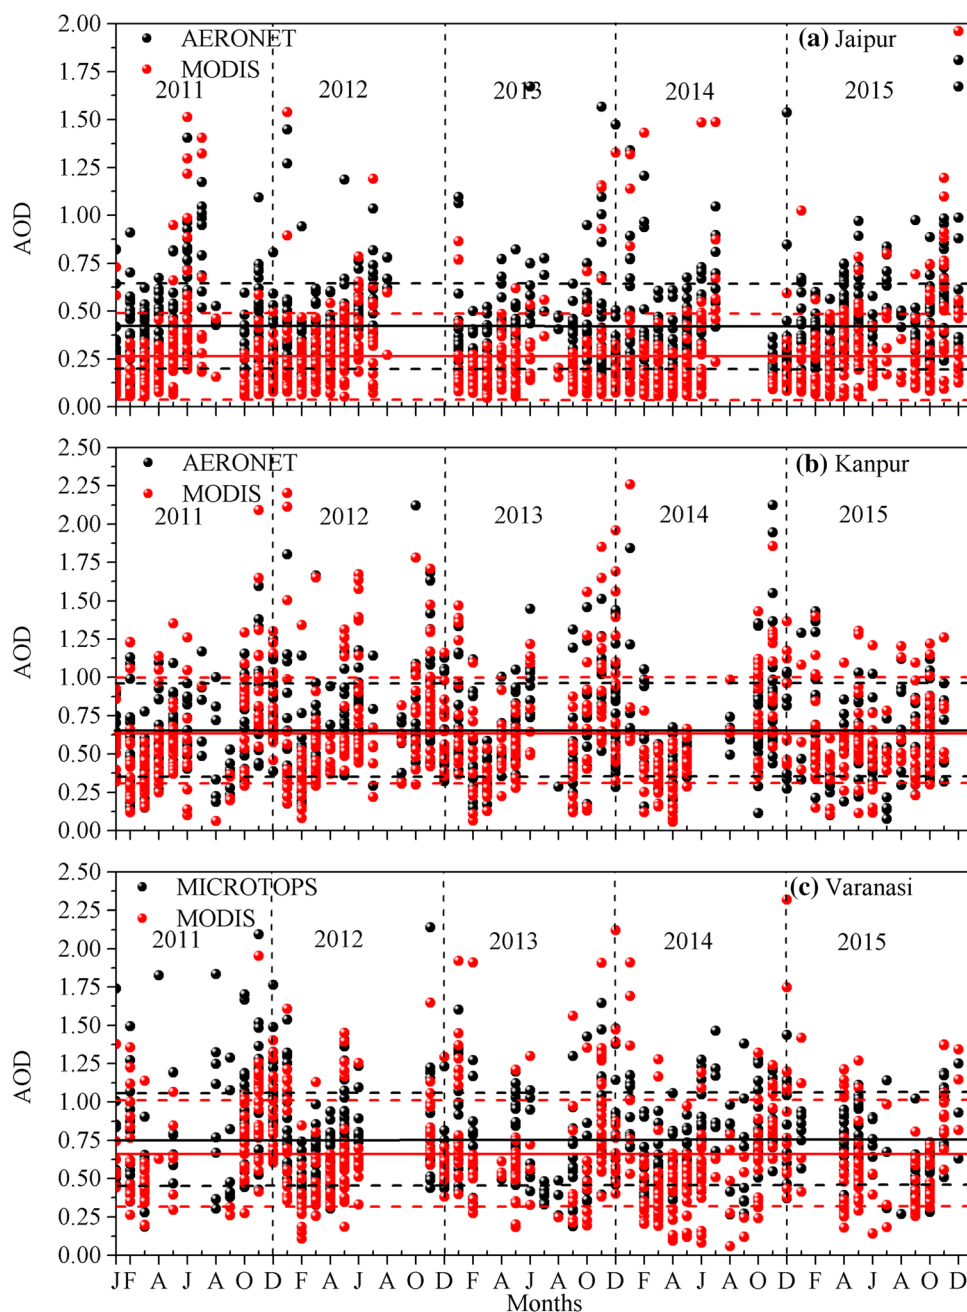 2.00
1.75
1.50
1.25
1.00
0.75
0.50
0.25
0.00
AOD
AERONET
MODIS
(a) Jaipur
2011 2012 2013 2014 2015
2.50
2.25
2.00
1.75
1.50
1.25
1.00
0.75
0.50
0.25
0.00
AOD
AERONET
MODIS
(b) Kanpur
2011 2012 2013 2014 2015
2.50
2.25
2.00
1.75
1.50
1.25
1.00
0.75
0.50
0.25
0.00
AOD
MICROTOPS
MODIS
(c) Varanasi
2011 2012 2013 2014 2015
J F A J A O D F A J A O D F A J A O D F A J A O D F A J A O D
Months